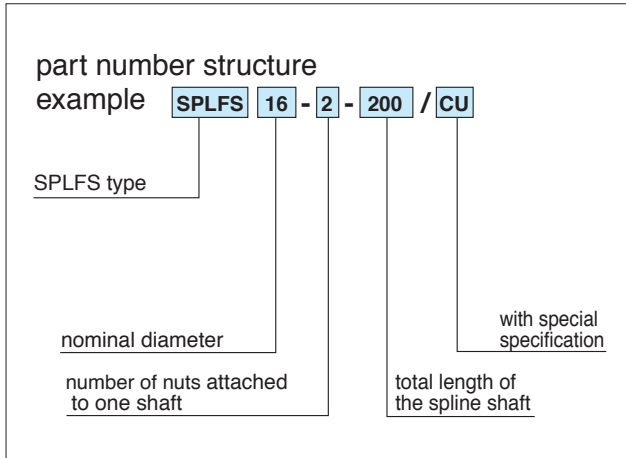 part number structure
example SPLFS 16 - 2 - 200 / CU
SPLFS type
nominal diameter
with special
specification
number of nuts attached
to one shaft
total length of
the spline shaft